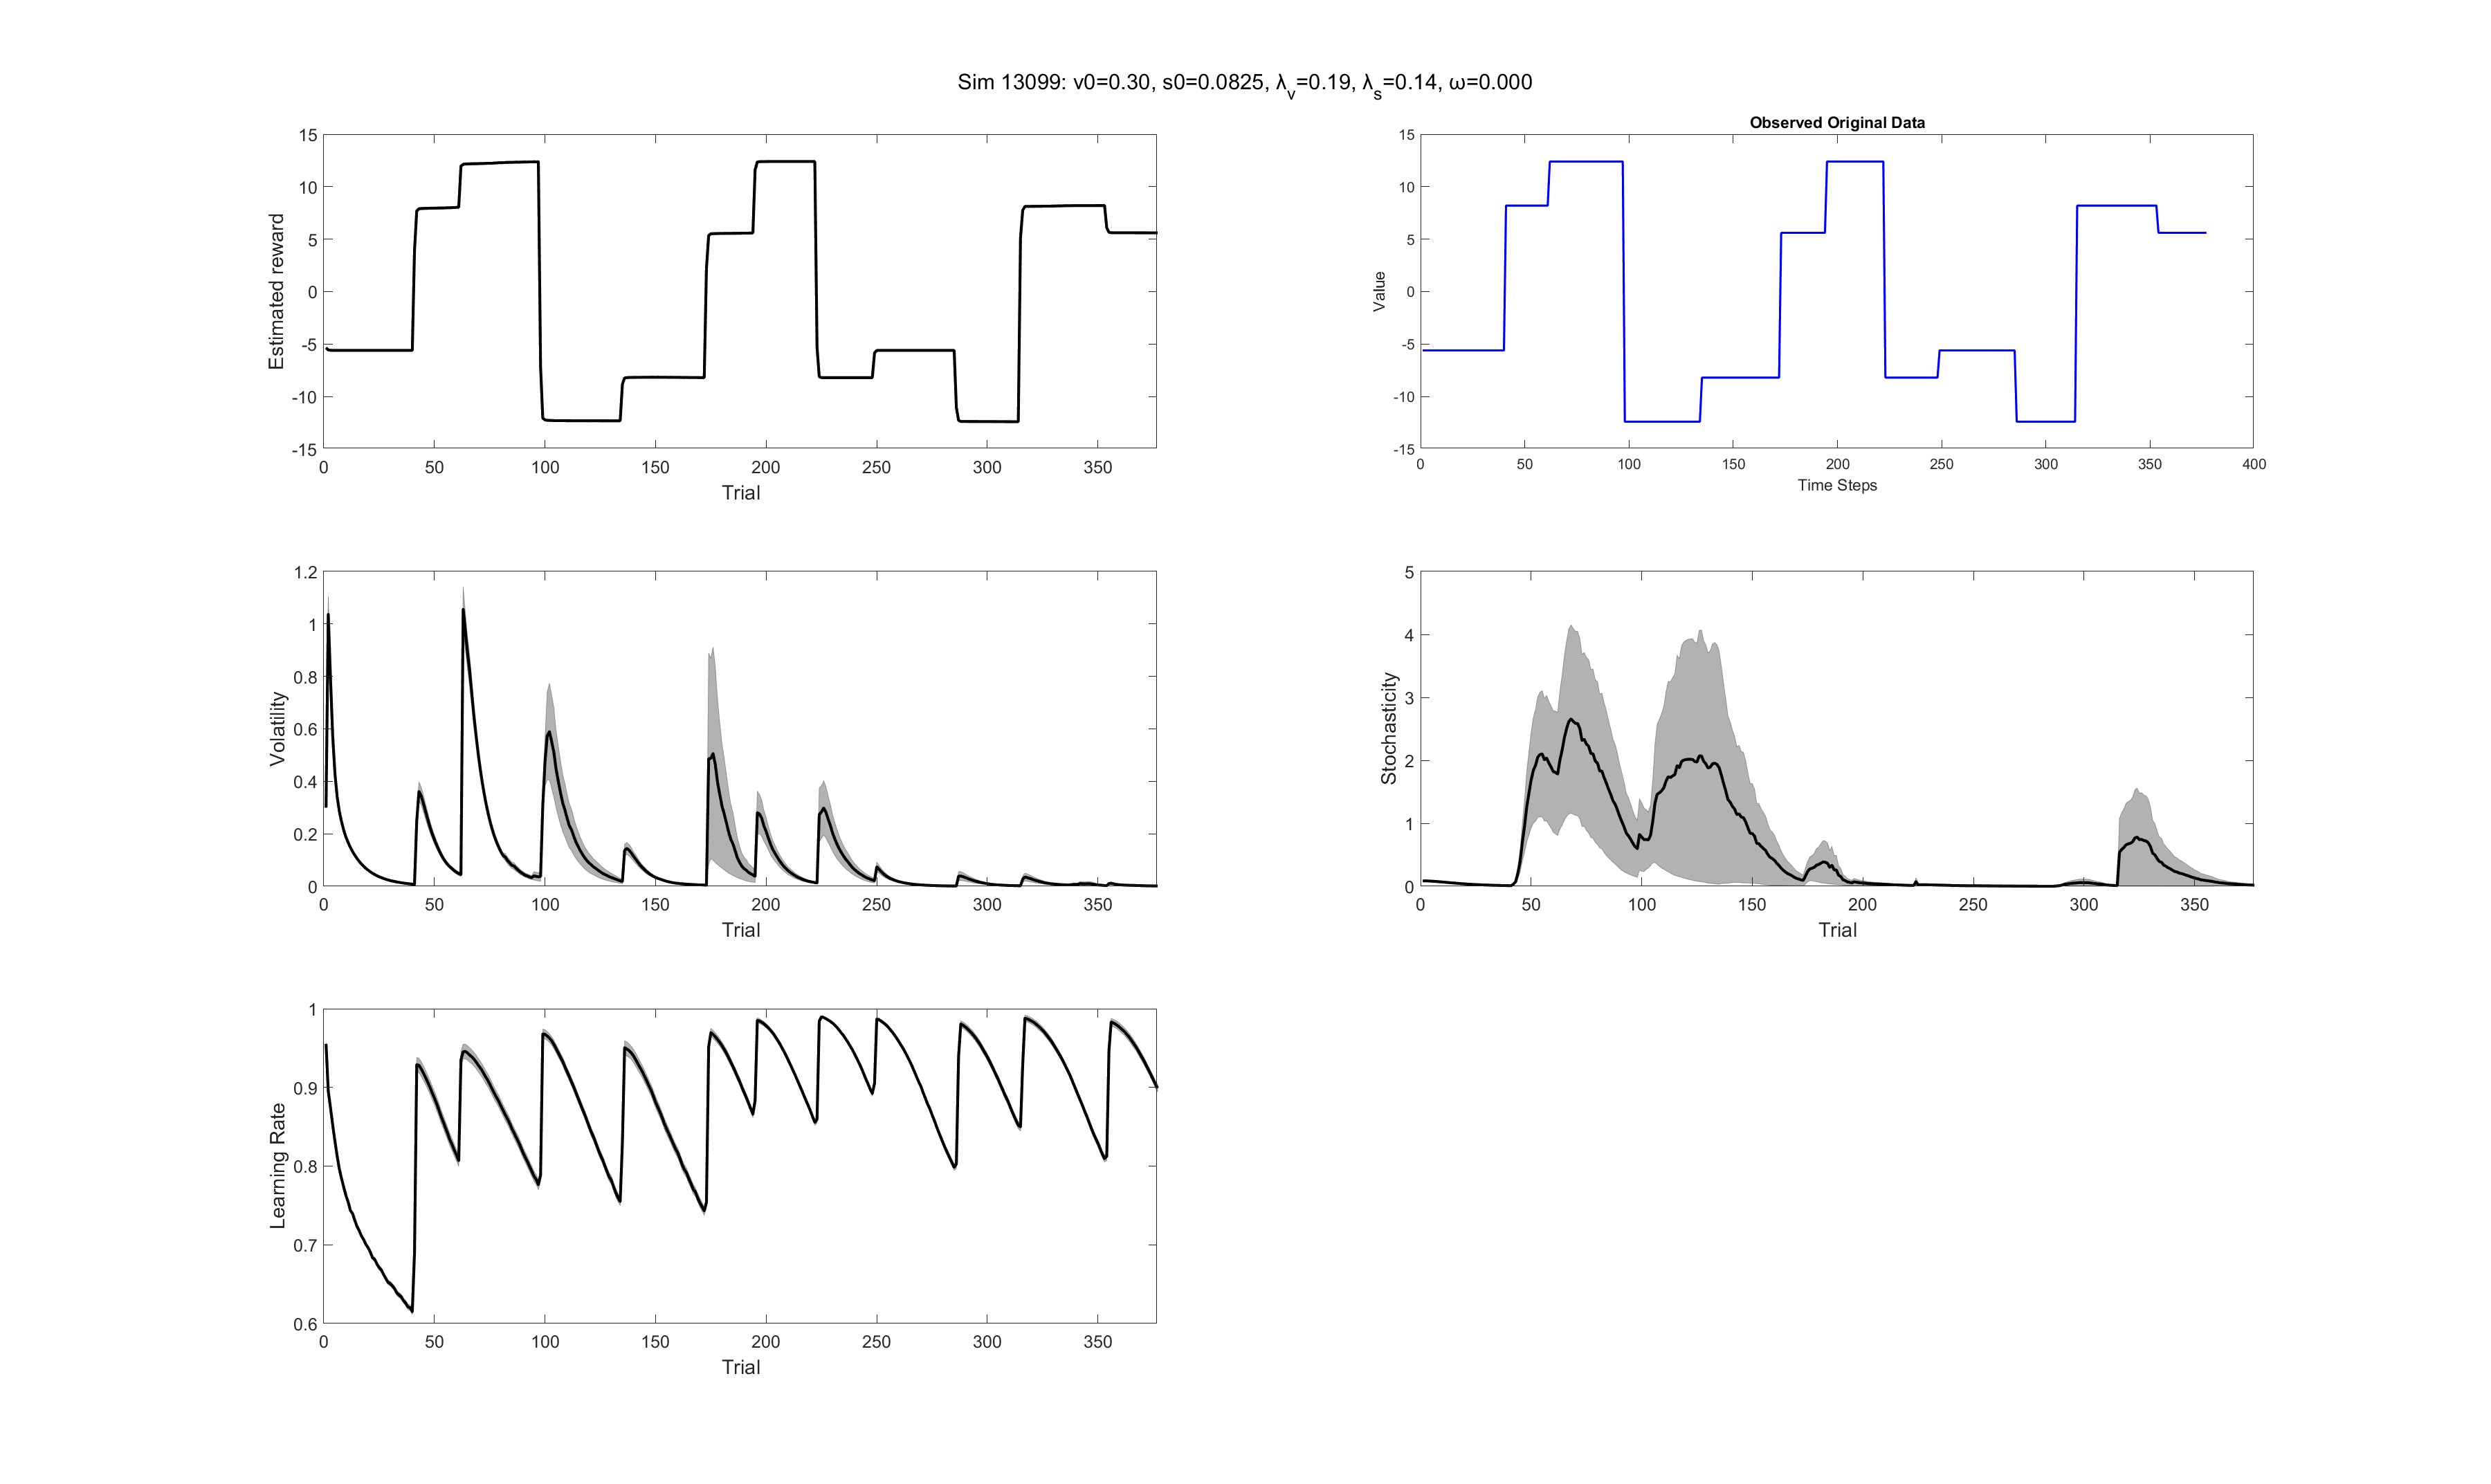 Sim 13099: v0=0.30, s0=0.0825, λv=0.19, λs=0.14, ω=0.000
15
10
5
0
-5
-10
-15
Estimated reward
0 50 100 150 200 250 300 350
Trial
Observed Original Data
15
10
5
0
-5
-10
-15
Value
0 50 100 150 200 250 300 350 400
Time Steps
1.2
1
0.8
0.6
0.4
0.2
0
Volatility
0 50 100 150 200 250 300 350
Trial
5
4
3
2
1
0
Stochasticity
0 50 100 150 200 250 300 350
Trial
1
0.9
0.8
0.7
0.6
Learning Rate
0 50 100 150 200 250 300 350
Trial